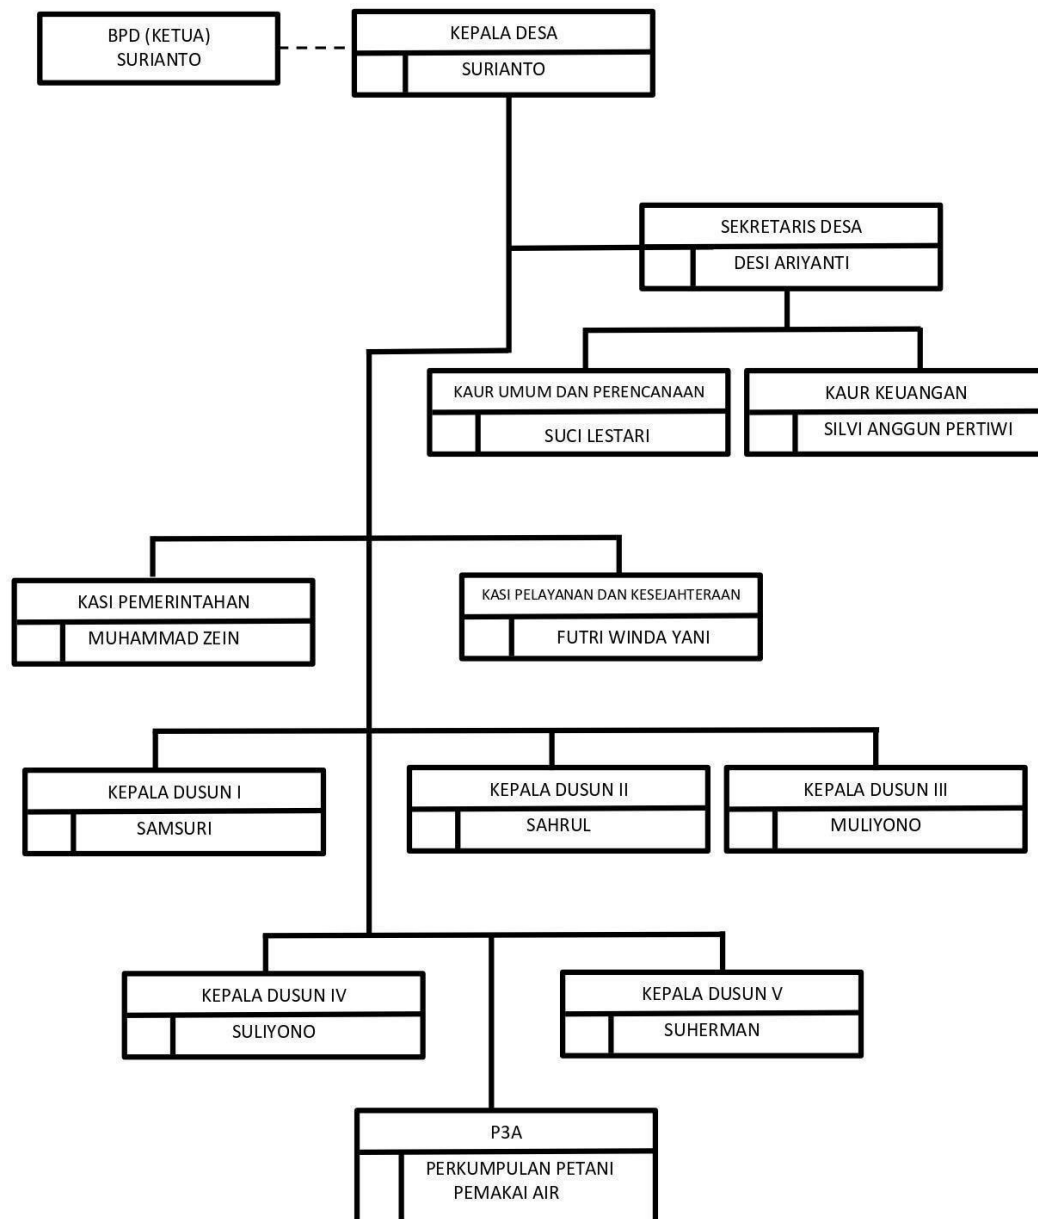 BPD (KETUA)
SURIANTO
KEPALA DESA
SURIANTO
SEKRETARIS DESA
DESI ARIYANTI
KAUR UMUM DAN PERENCANAAN
SUCI LESTARI
KAUR KEUANGAN
SILVI ANGGUN PERTIWI
KASI PEMERINTAHAN
MUHAMMAD ZEIN
KASI PELAYANAN DAN KESEJAHTERAAN
FUTRI WINDA YANI
KEPALA DUSUN I
SAMSURI
KEPALA DUSUN II
SAHRUL
KEPALA DUSUN III
MULIYONO
KEPALA DUSUN IV
SULIYONO
KEPALA DUSUN V
SUHERMAN
P3A
PERKUMPULAN PETANI
PEMAKAI AIR